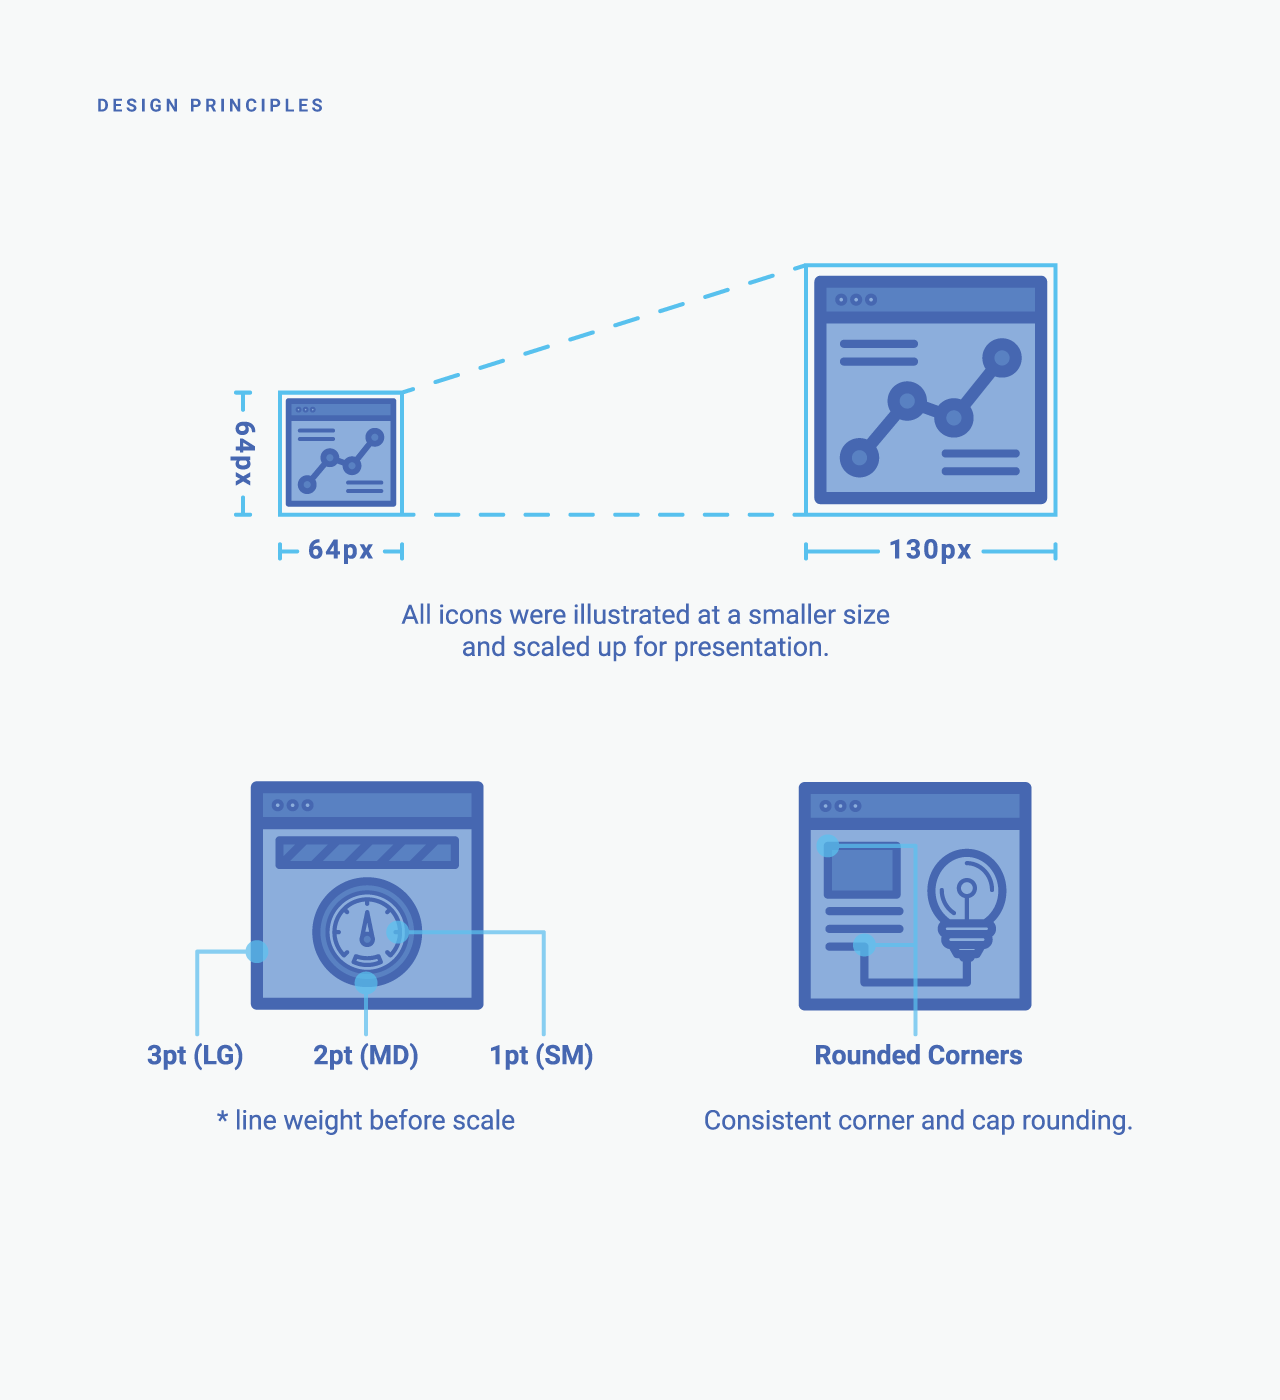 DESIGN PRINCIPLES
64px
64px
130px
All icons were illustrated at a smaller size
and scaled up for presentation.
3pt (LG)
2pt (MD)
1pt (SM)
* line weight before scale
Rounded Corners
Consistent corner and cap rounding.